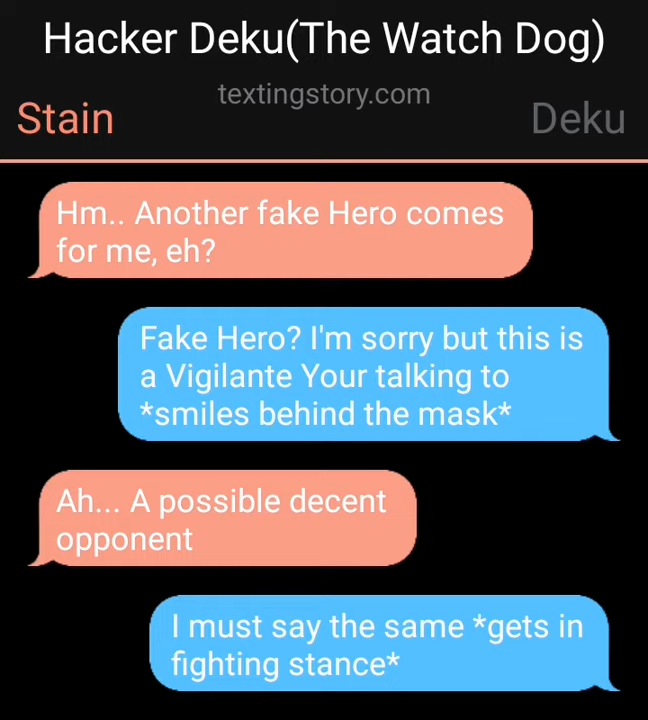 Hacker Deku(The Watch Dog)
textingstory.com
Stain
Deku
Hm.. Another fake Hero comes
for me, eh?
Fake Hero? I'm sorry but this is
a Vigilante Your talking to
*smiles behind the mask*
Ah... A possible decent
opponent
I must say the same *gets in
fighting stance*